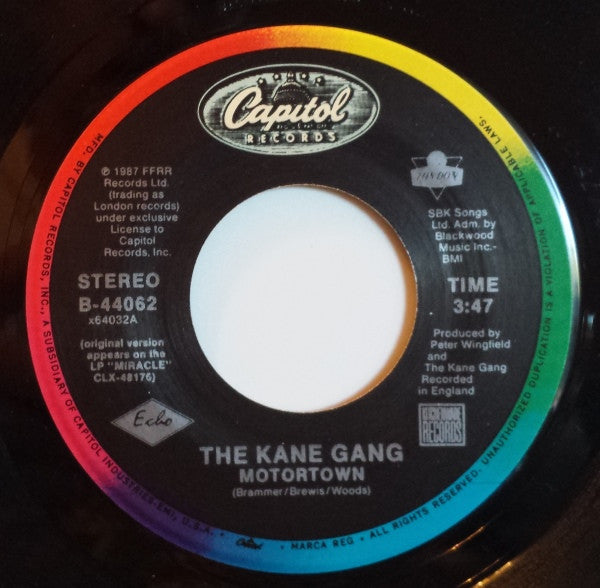 Capitol
RECORDS
℗ 1987 FFRR
Records Ltd.
(trading as
London records)
under exclusive
License to
Capitol
Records, Inc.
STEREO
B-44062
x64032A
(original version
appears on the
LP "MIRACLE"
CLX-48176)
Echo
LONDON
SBK Songs
Ltd. Adm. by
Blackwood
Music Inc-
BMI
TIME
3:47
Produced by
Peter Wingfield
and
The Kane Gang
Recorded
in England
KITCHENWARE
RECORDS
THE KANE GANG
MOTORTOWN
(Brammer/Brewis/Woods)
MFD. BY CAPITOL RECORDS, INC., A SUBSIDIARY OF CAPITOL INDUSTRIES-EMI, U.S.A. Capitol MARCA REG • ALL RIGHTS RESERVED. UNAUTHORIZED DUPLICATION IS A VIOLATION OF APPLICABLE LAWS.